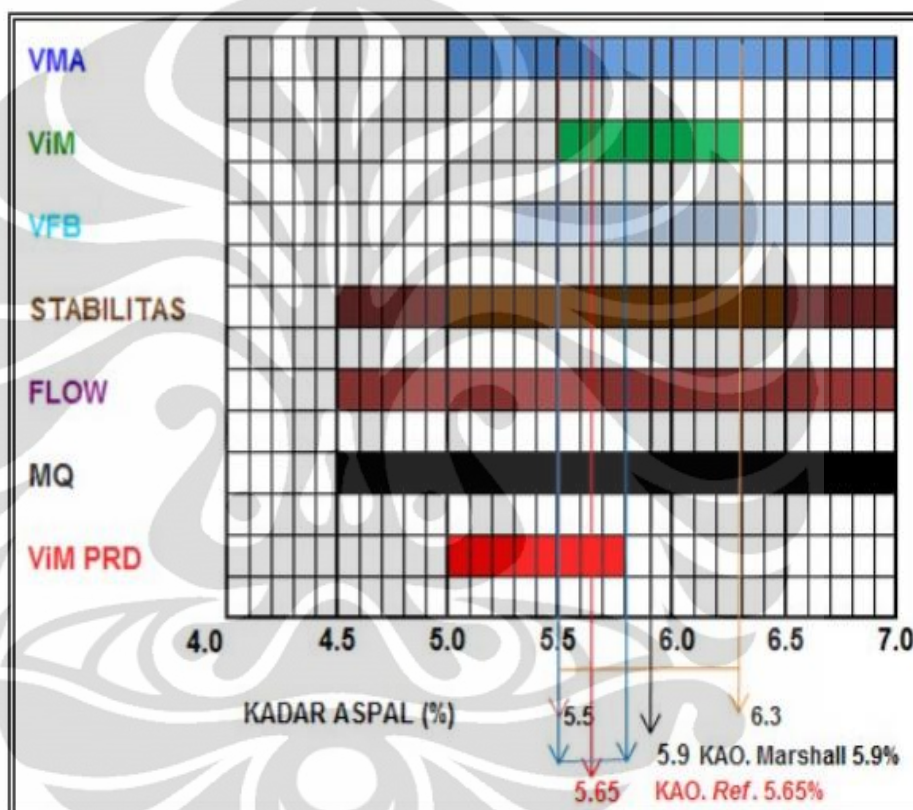 VMA
ViM
VFB
STABILITAS
FLOW
MQ
ViM PRD
4.0 4.5 5.0 5.5 6.0 6.5 7.0
KADAR ASPAL (%) 5.5 6.3
5.9 KAO. Marshall 5.9%
5.65 KAO. Ref. 5.65%